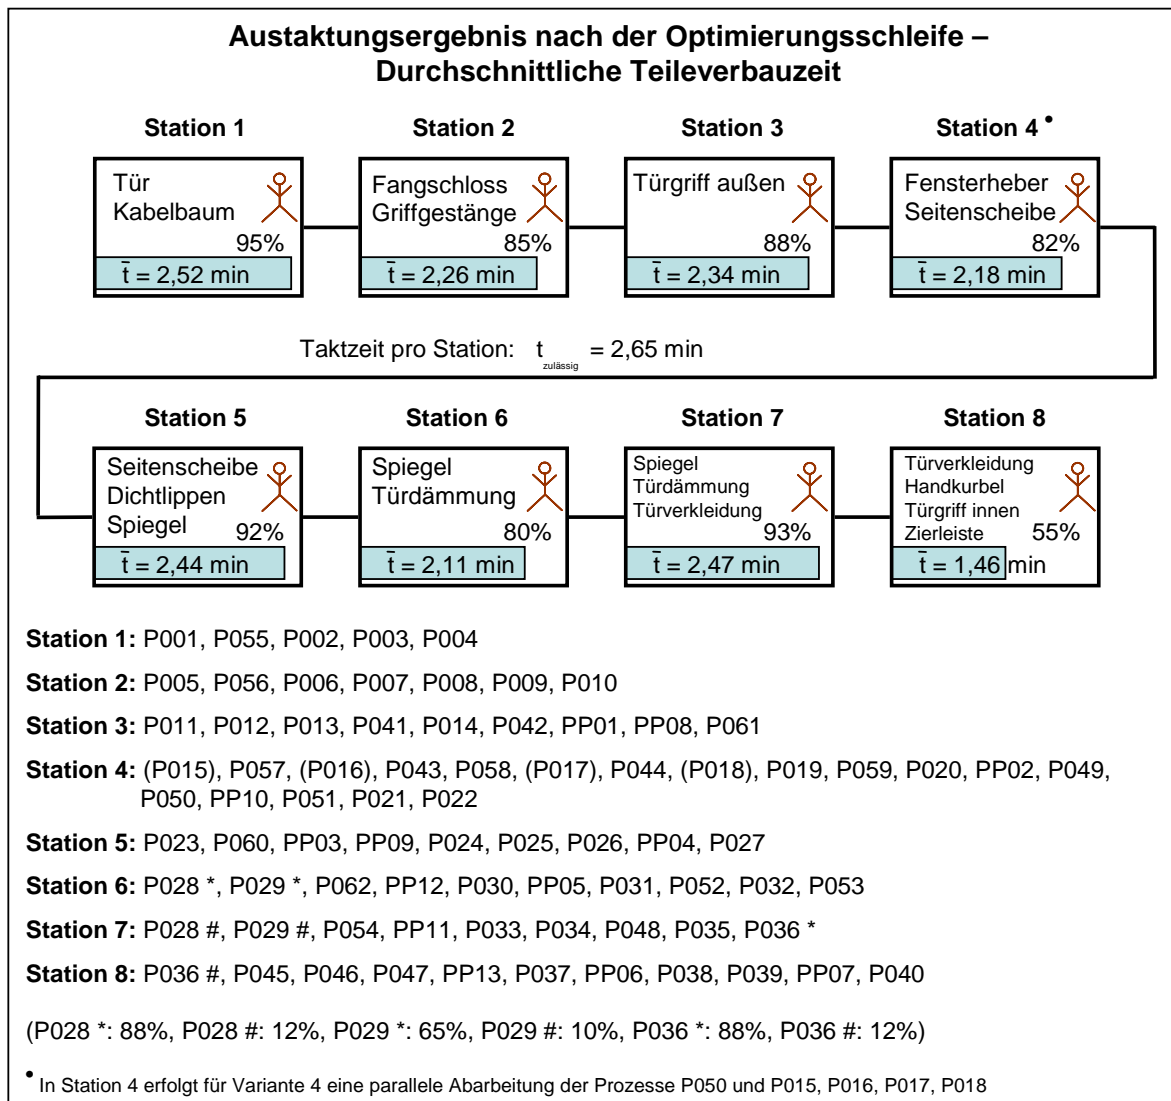 Austaktungsergebnis nach der Optimierungsschleife –
Durchschnittliche Teileverbauzeit
Station 1
Station 2
Station 3
Station 4 •
Tür
Kabelbaum
95%
t̄ = 2,52 min
Fangschloss
Griffgestänge
85%
t̄ = 2,26 min
Türgriff außen
88%
t̄ = 2,34 min
Fensterheber
Seitenscheibe
82%
t̄ = 2,18 min
Taktzeit pro Station: t zulässig = 2,65 min
Station 5
Station 6
Station 7
Station 8
Seitenscheibe
Dichtlippen
Spiegel
92%
t̄ = 2,44 min
Spiegel
Türdämmung
80%
t̄ = 2,11 min
Spiegel
Türdämmung
Türverkleidung
93%
t̄ = 2,47 min
Türverkleidung
Handkurbel
Türgriff innen
Zierleiste 55%
t̄ = 1,46 min
Station 1: P001, P055, P002, P003, P004
Station 2: P005, P056, P006, P007, P008, P009, P010
Station 3: P011, P012, P013, P041, P014, P042, PP01, PP08, P061
Station 4: (P015), P057, (P016), P043, P058, (P017), P044, (P018), P019, P059, P020, PP02, P049,
P050, PP10, P051, P021, P022
Station 5: P023, P060, PP03, PP09, P024, P025, P026, PP04, P027
Station 6: P028 *, P029 *, P062, PP12, P030, PP05, P031, P052, P032, P053
Station 7: P028 #, P029 #, P054, PP11, P033, P034, P048, P035, P036 *
Station 8: P036 #, P045, P046, P047, PP13, P037, PP06, P038, P039, PP07, P040
(P028 *: 88%, P028 #: 12%, P029 *: 65%, P029 #: 10%, P036 *: 88%, P036 #: 12%)
• In Station 4 erfolgt für Variante 4 eine parallele Abarbeitung der Prozesse P050 und P015, P016, P017, P018